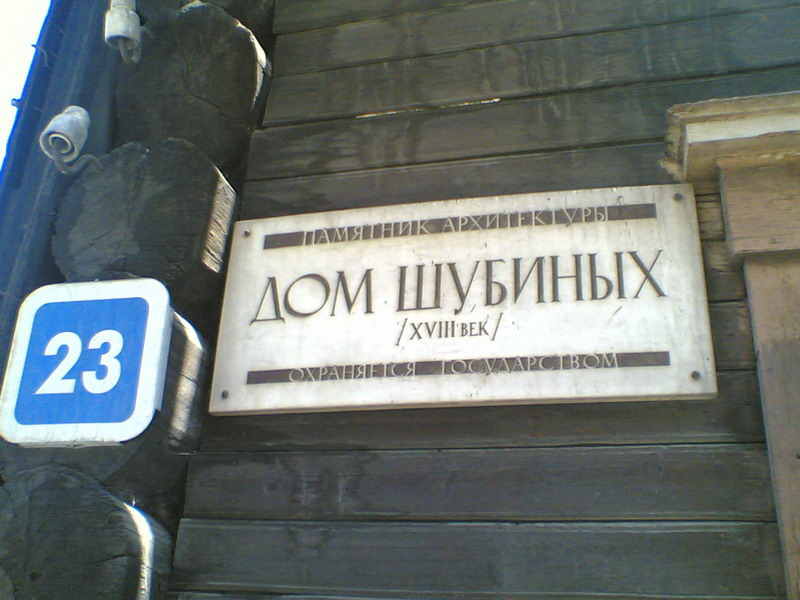 ПАМЯТНИК АРХИТЕКТУРЫ
ДОМ ШУБИНЫХ
/XVIII ВЕК/
ОХРАНЯЕТСЯ ГОСУДАРСТВОМ
23